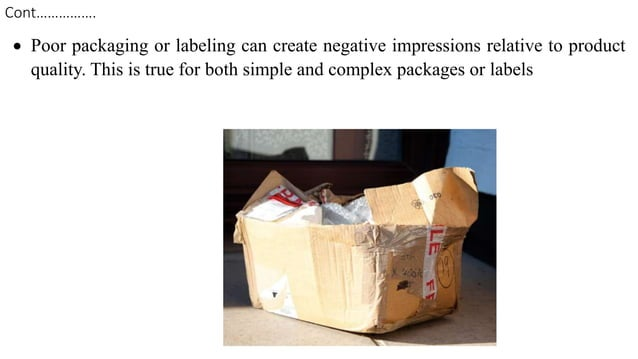 Cont……………
• Poor packaging or labeling can create negative impressions relative to product
quality. This is true for both simple and complex packages or labels